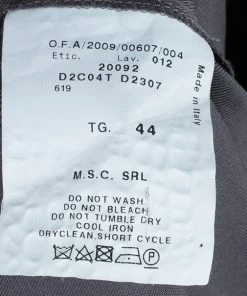 O.F.A/2009/00607/004
Etic. Lav. 012
20092
D2C04T D2307
619
Made in Italy
TG. 44
M.S.C. SRL
DO NOT WASH
DO NOT BLEACH
DO NOT TUMBLE DRY
COOL IRON
DRYCLEAN.SHORT CYCLE
P